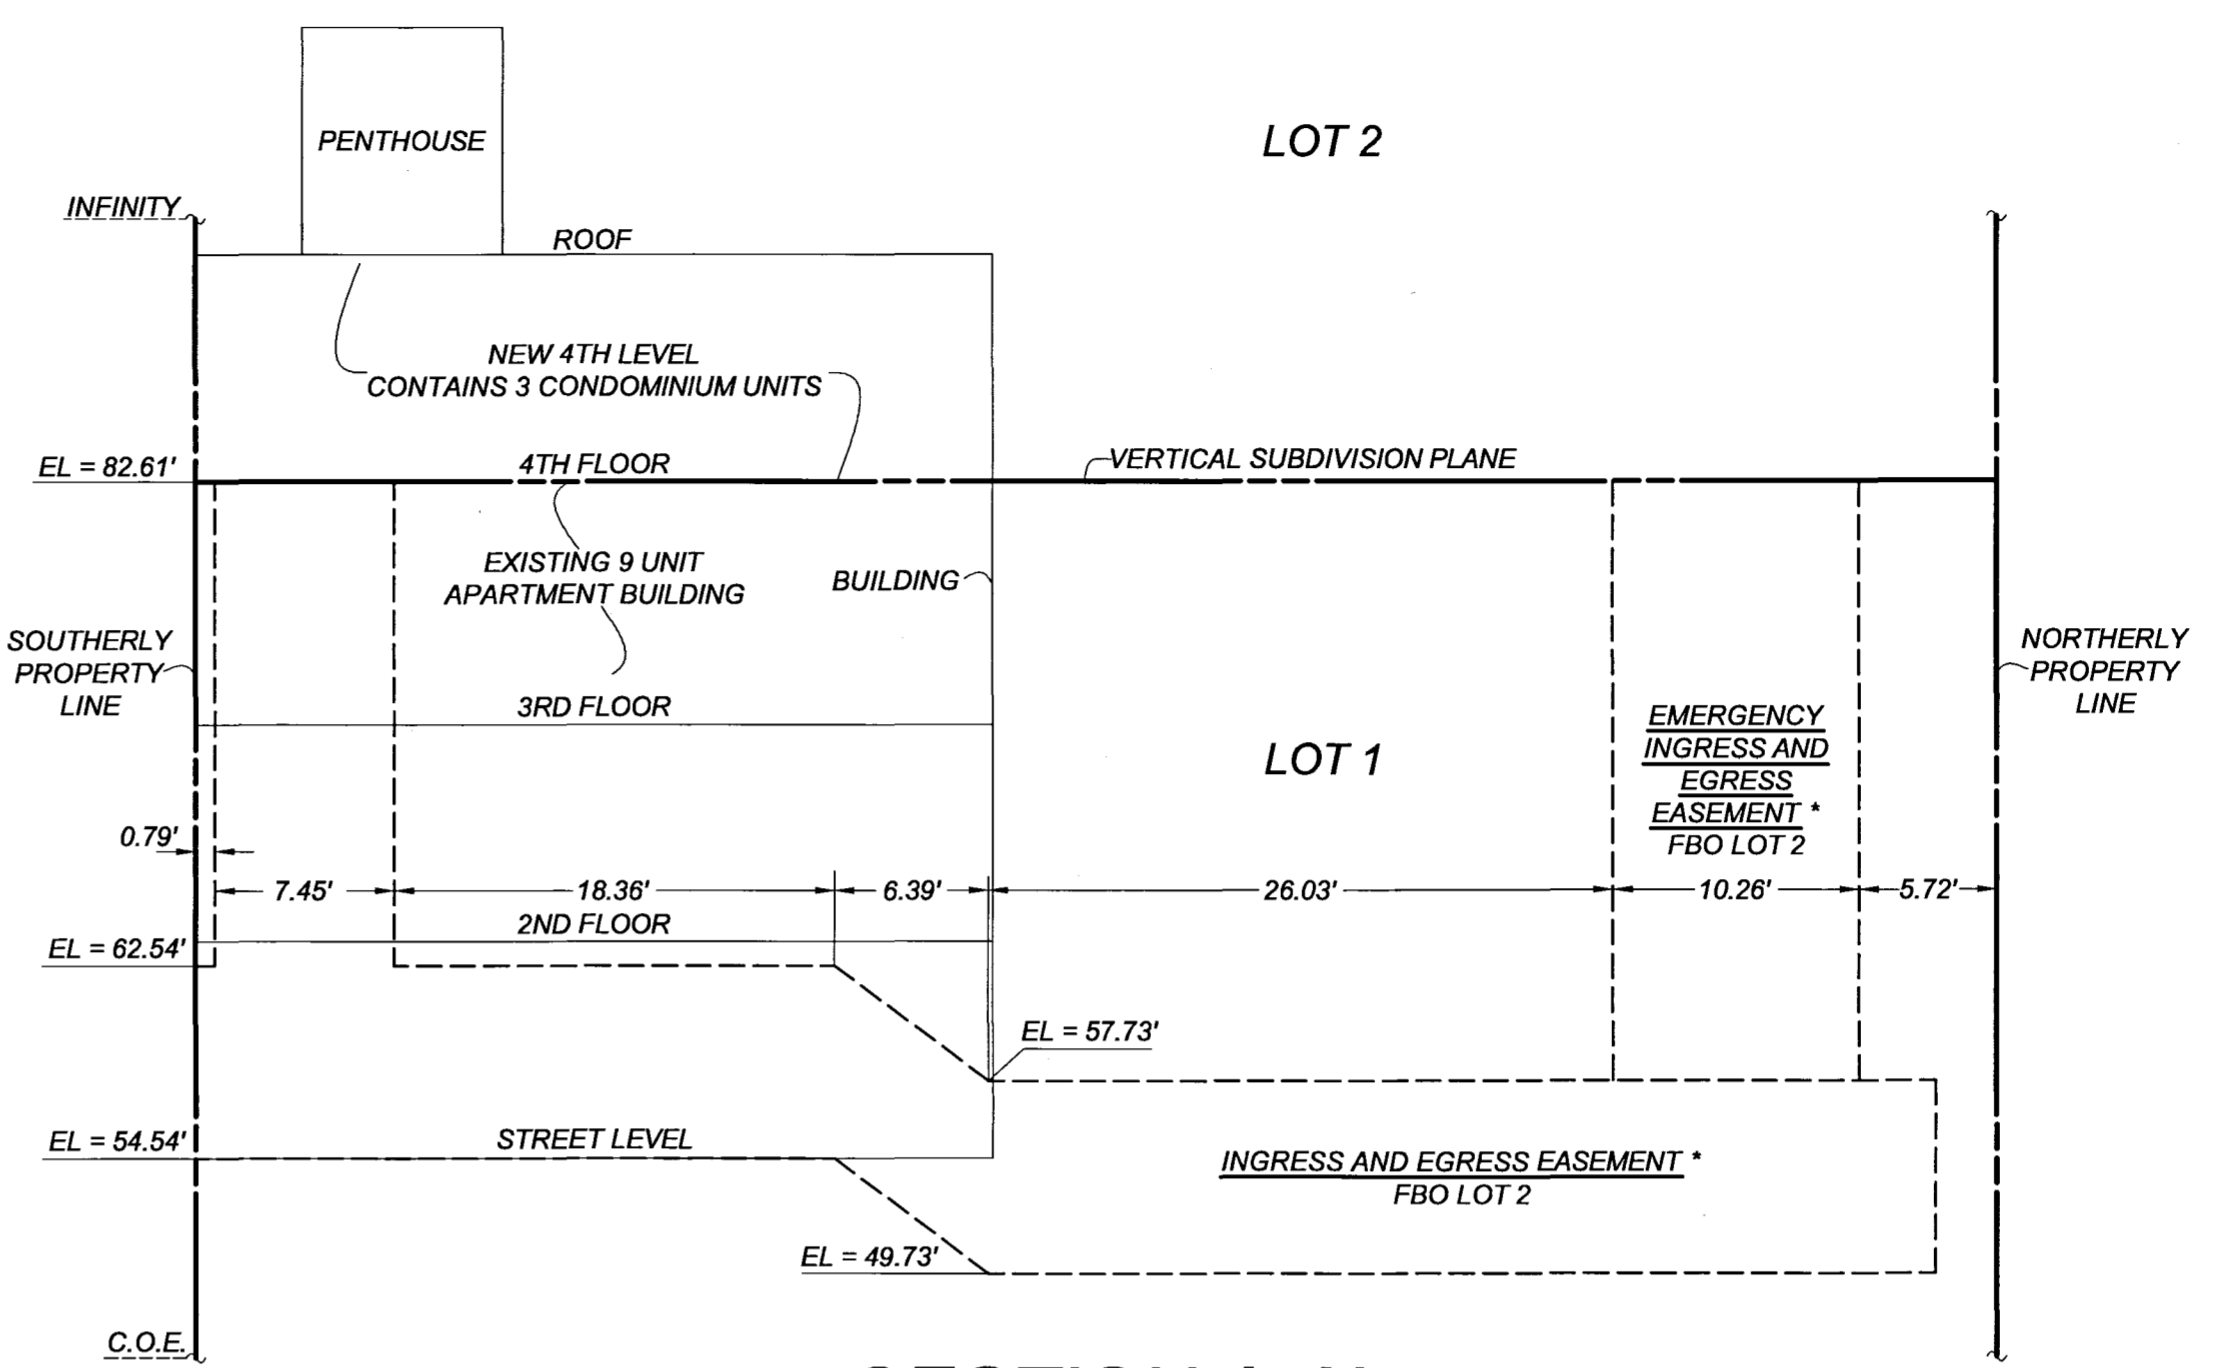 PENTHOUSE
LOT 2
INFINITY
ROOF
NEW 4TH LEVEL
CONTAINS 3 CONDOMINIUM UNITS
EL = 82.61'
4TH FLOOR
VERTICAL SUBDIVISION PLANE
EXISTING 9 UNIT
APARTMENT BUILDING
BUILDING
SOUTHERLY
PROPERTY
LINE
NORTHERLY
PROPERTY
LINE
3RD FLOOR
LOT 1
EMERGENCY
INGRESS AND
EGRESS
EASEMENT *
FBO LOT 2
0.79'
7.45' 18.36' 6.39' 26.03' 10.26' 5.72'
2ND FLOOR
EL = 62.54'
EL = 57.73'
EL = 54.54'
STREET LEVEL
INGRESS AND EGRESS EASEMENT *
FBO LOT 2
EL = 49.73'
C.O.E.